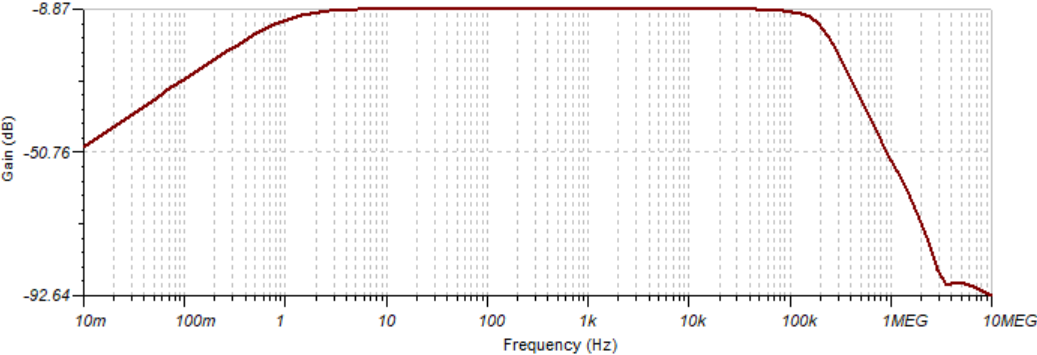 -8.87
-50.76
-92.64
Gain (dB)
10m 100m 1 10 100 1k 10k 100k 1MEG 10MEG
Frequency (Hz)